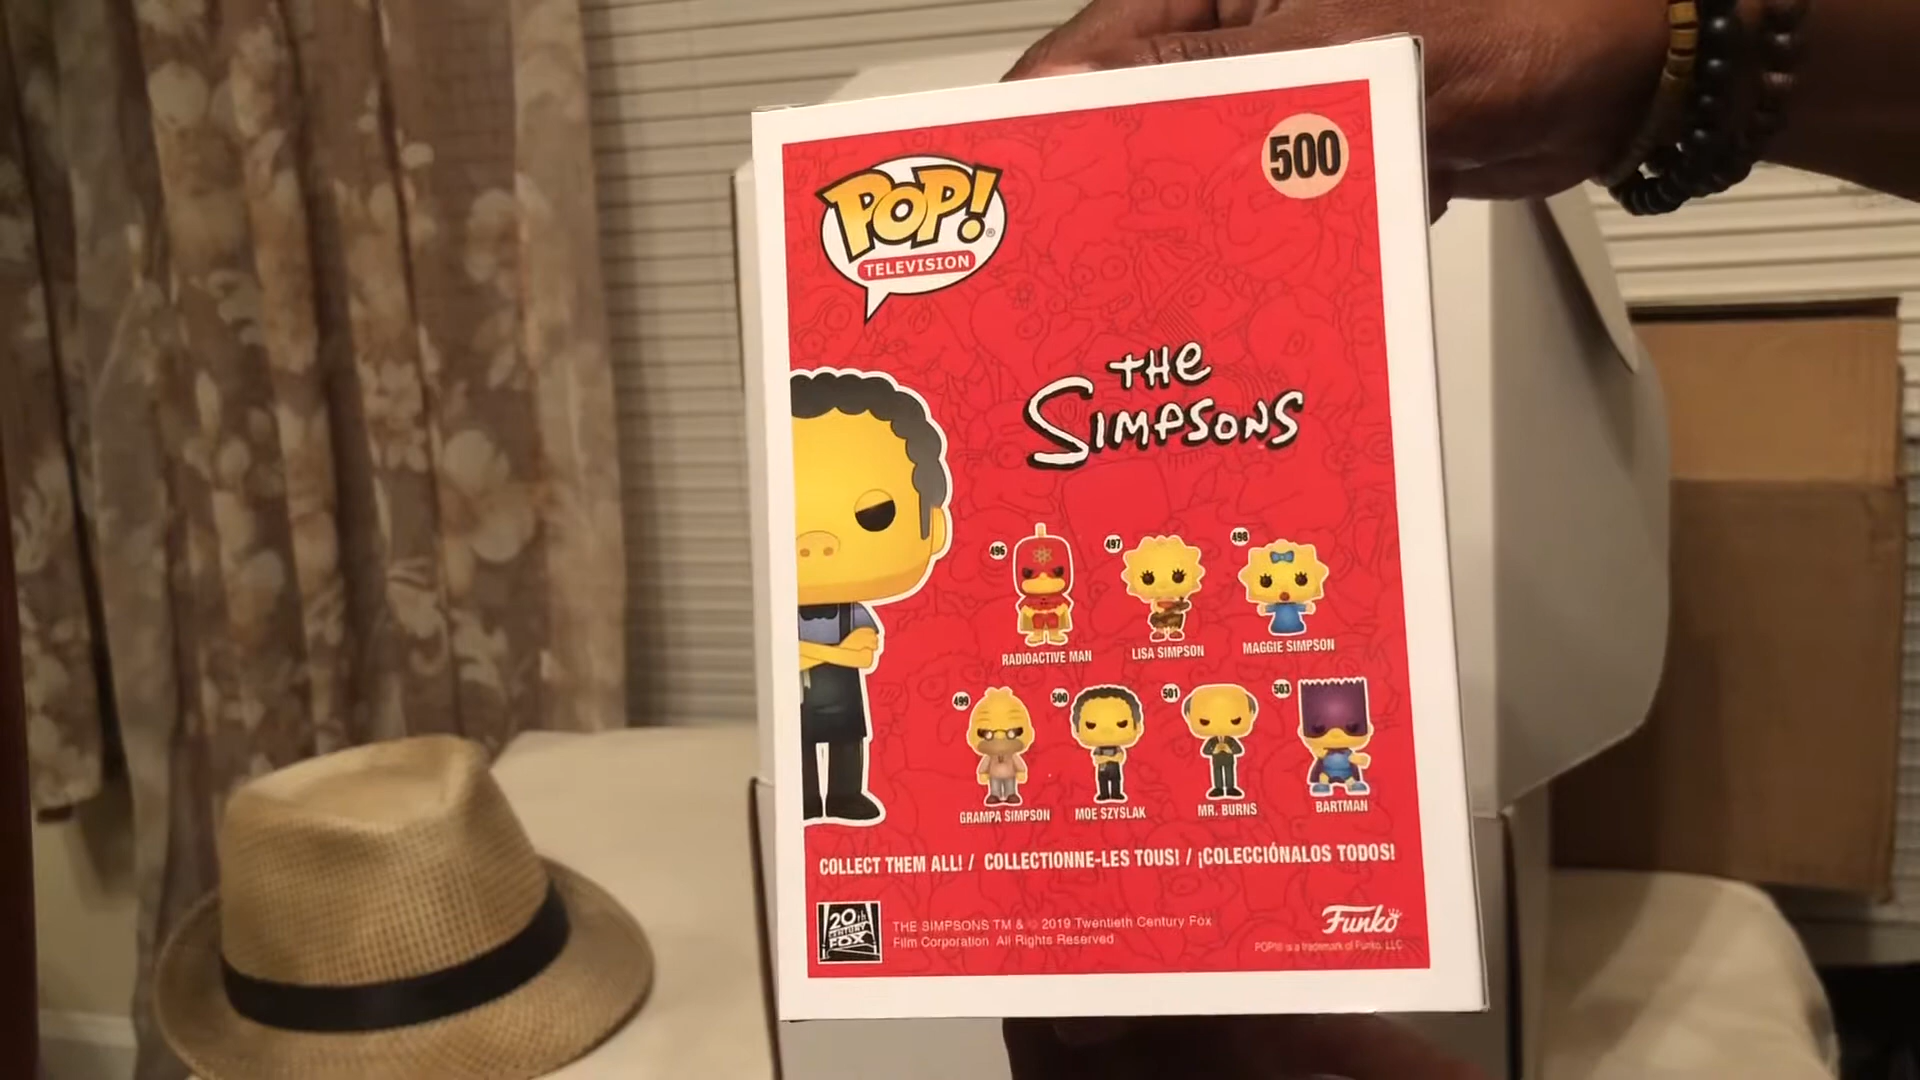 500
POP!
TELEVISION
THE
SIMPSONS
496
497
498
RADIOACTIVE MAN
LISA SIMPSON
MAGGIE SIMPSON
499
500
501
503
GRAMPA SIMPSON
MOE SZYSLAK
MR. BURNS
BARTMAN
COLLECT THEM ALL! / COLLECTIONNE-LES TOUS! / ¡COLECCIÓNALOS TODOS!
20th
CENTURY
FOX
THE SIMPSONS TM & © 2019 Twentieth Century Fox
Film Corporation All Rights Reserved
Funko
POP!® is a trademark of Funko, LLC